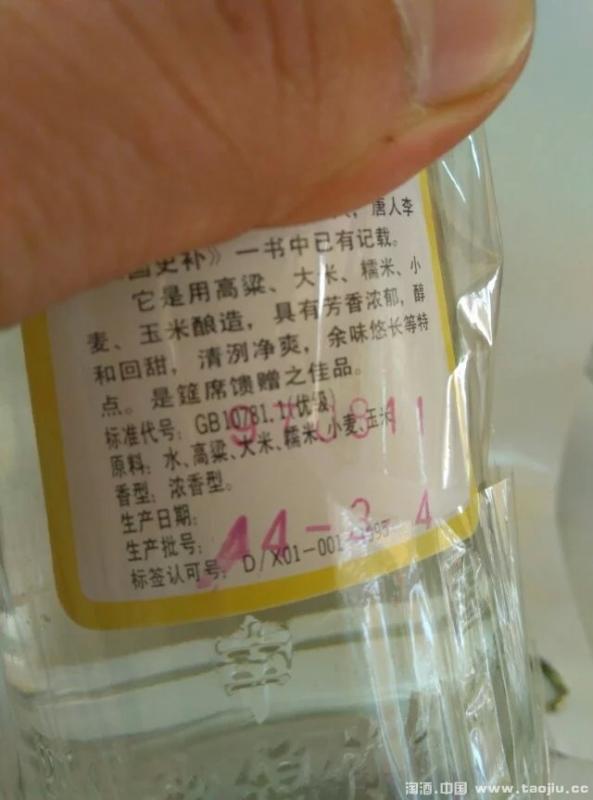 唐人李
国史补》一书中已有记载。
它是用高粱、大米、糯米、小
麦、玉米酿造,具有芳香浓郁,醇
和回甜,清冽净爽,余味悠长等特
点。是筵席馈赠之佳品。
标准代号:GB10781.1(优级)
970811
原料:水、高粱、大米、糯米、小麦、玉米
香型:浓香型。
生产日期:
14-3 4
生产批号:
标签认可号:D/X01-001
淘酒.中国 www.taojiu.cc